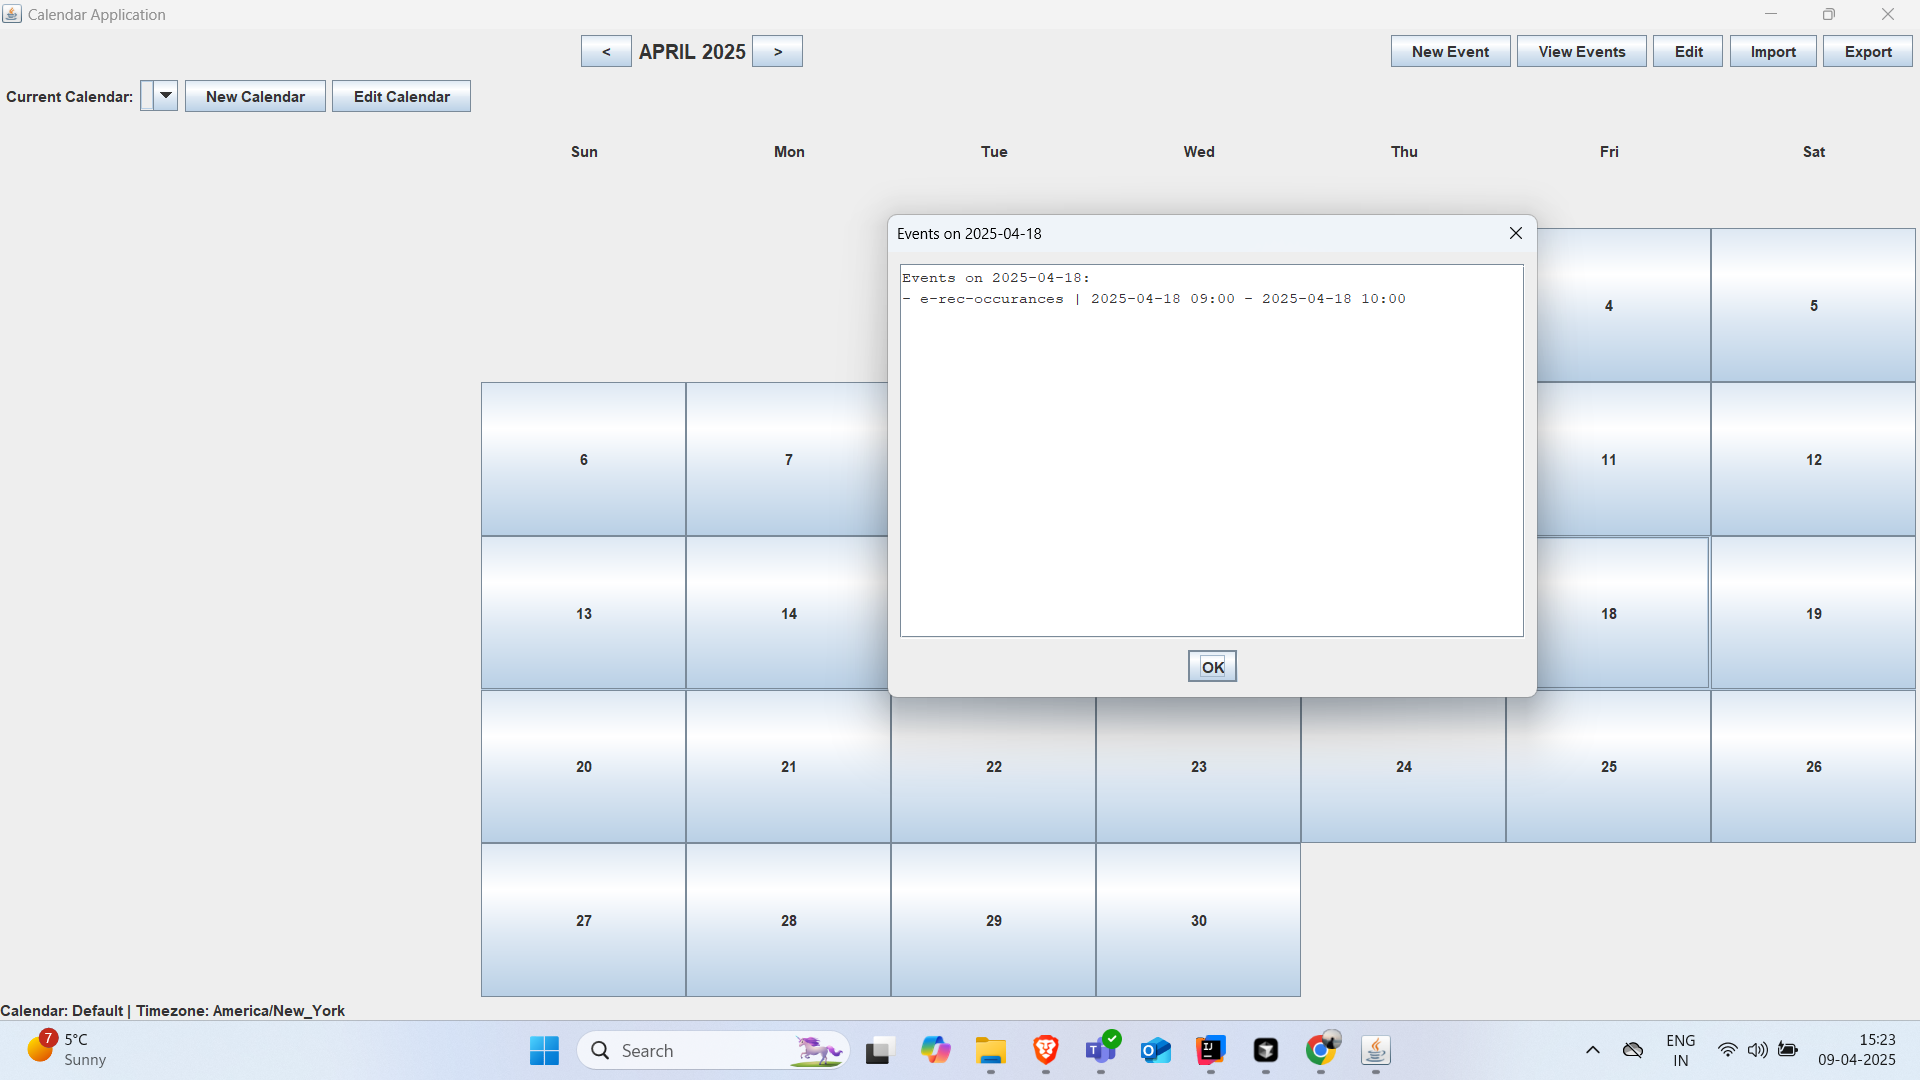 Calendar Application
< APRIL 2025 >
New Event View Events Edit Import Export
Current Calendar: New Calendar Edit Calendar
Sun Mon Tue Wed Thu Fri Sat
Events on 2025-04-18
Events on 2025-04-18:
- e-rec-occurances | 2025-04-18 09:00 - 2025-04-18 10:00
OK
4 5
6 7 11 12
13 14 18 19
20 21 22 23 24 25 26
27 28 29 30
Calendar: Default | Timezone: America/New_York
7 5°C
Sunny
Search
ENG
IN
15:23
09-04-2025